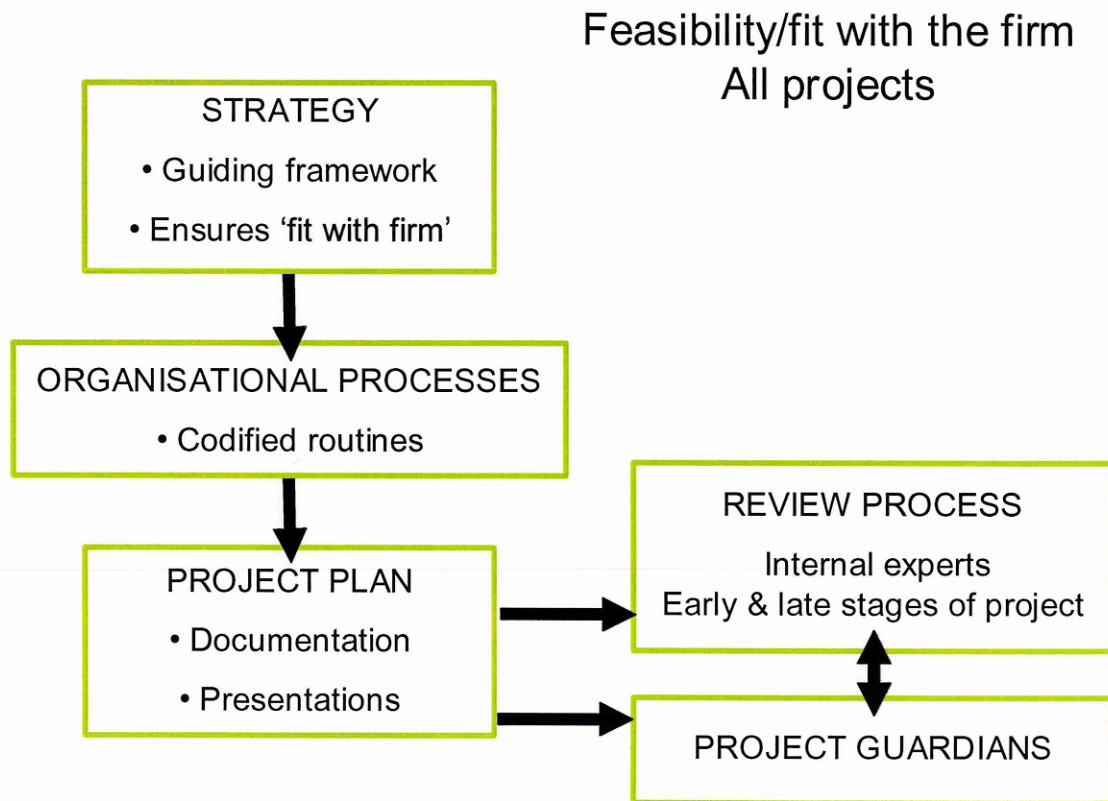 Feasibility/fit with the firm
All projects
STRATEGY
• Guiding framework
• Ensures ‘fit with firm’
ORGANISATIONAL PROCESSES
• Codified routines
PROJECT PLAN
• Documentation
• Presentations
REVIEW PROCESS
Internal experts
Early & late stages of project
PROJECT GUARDIANS